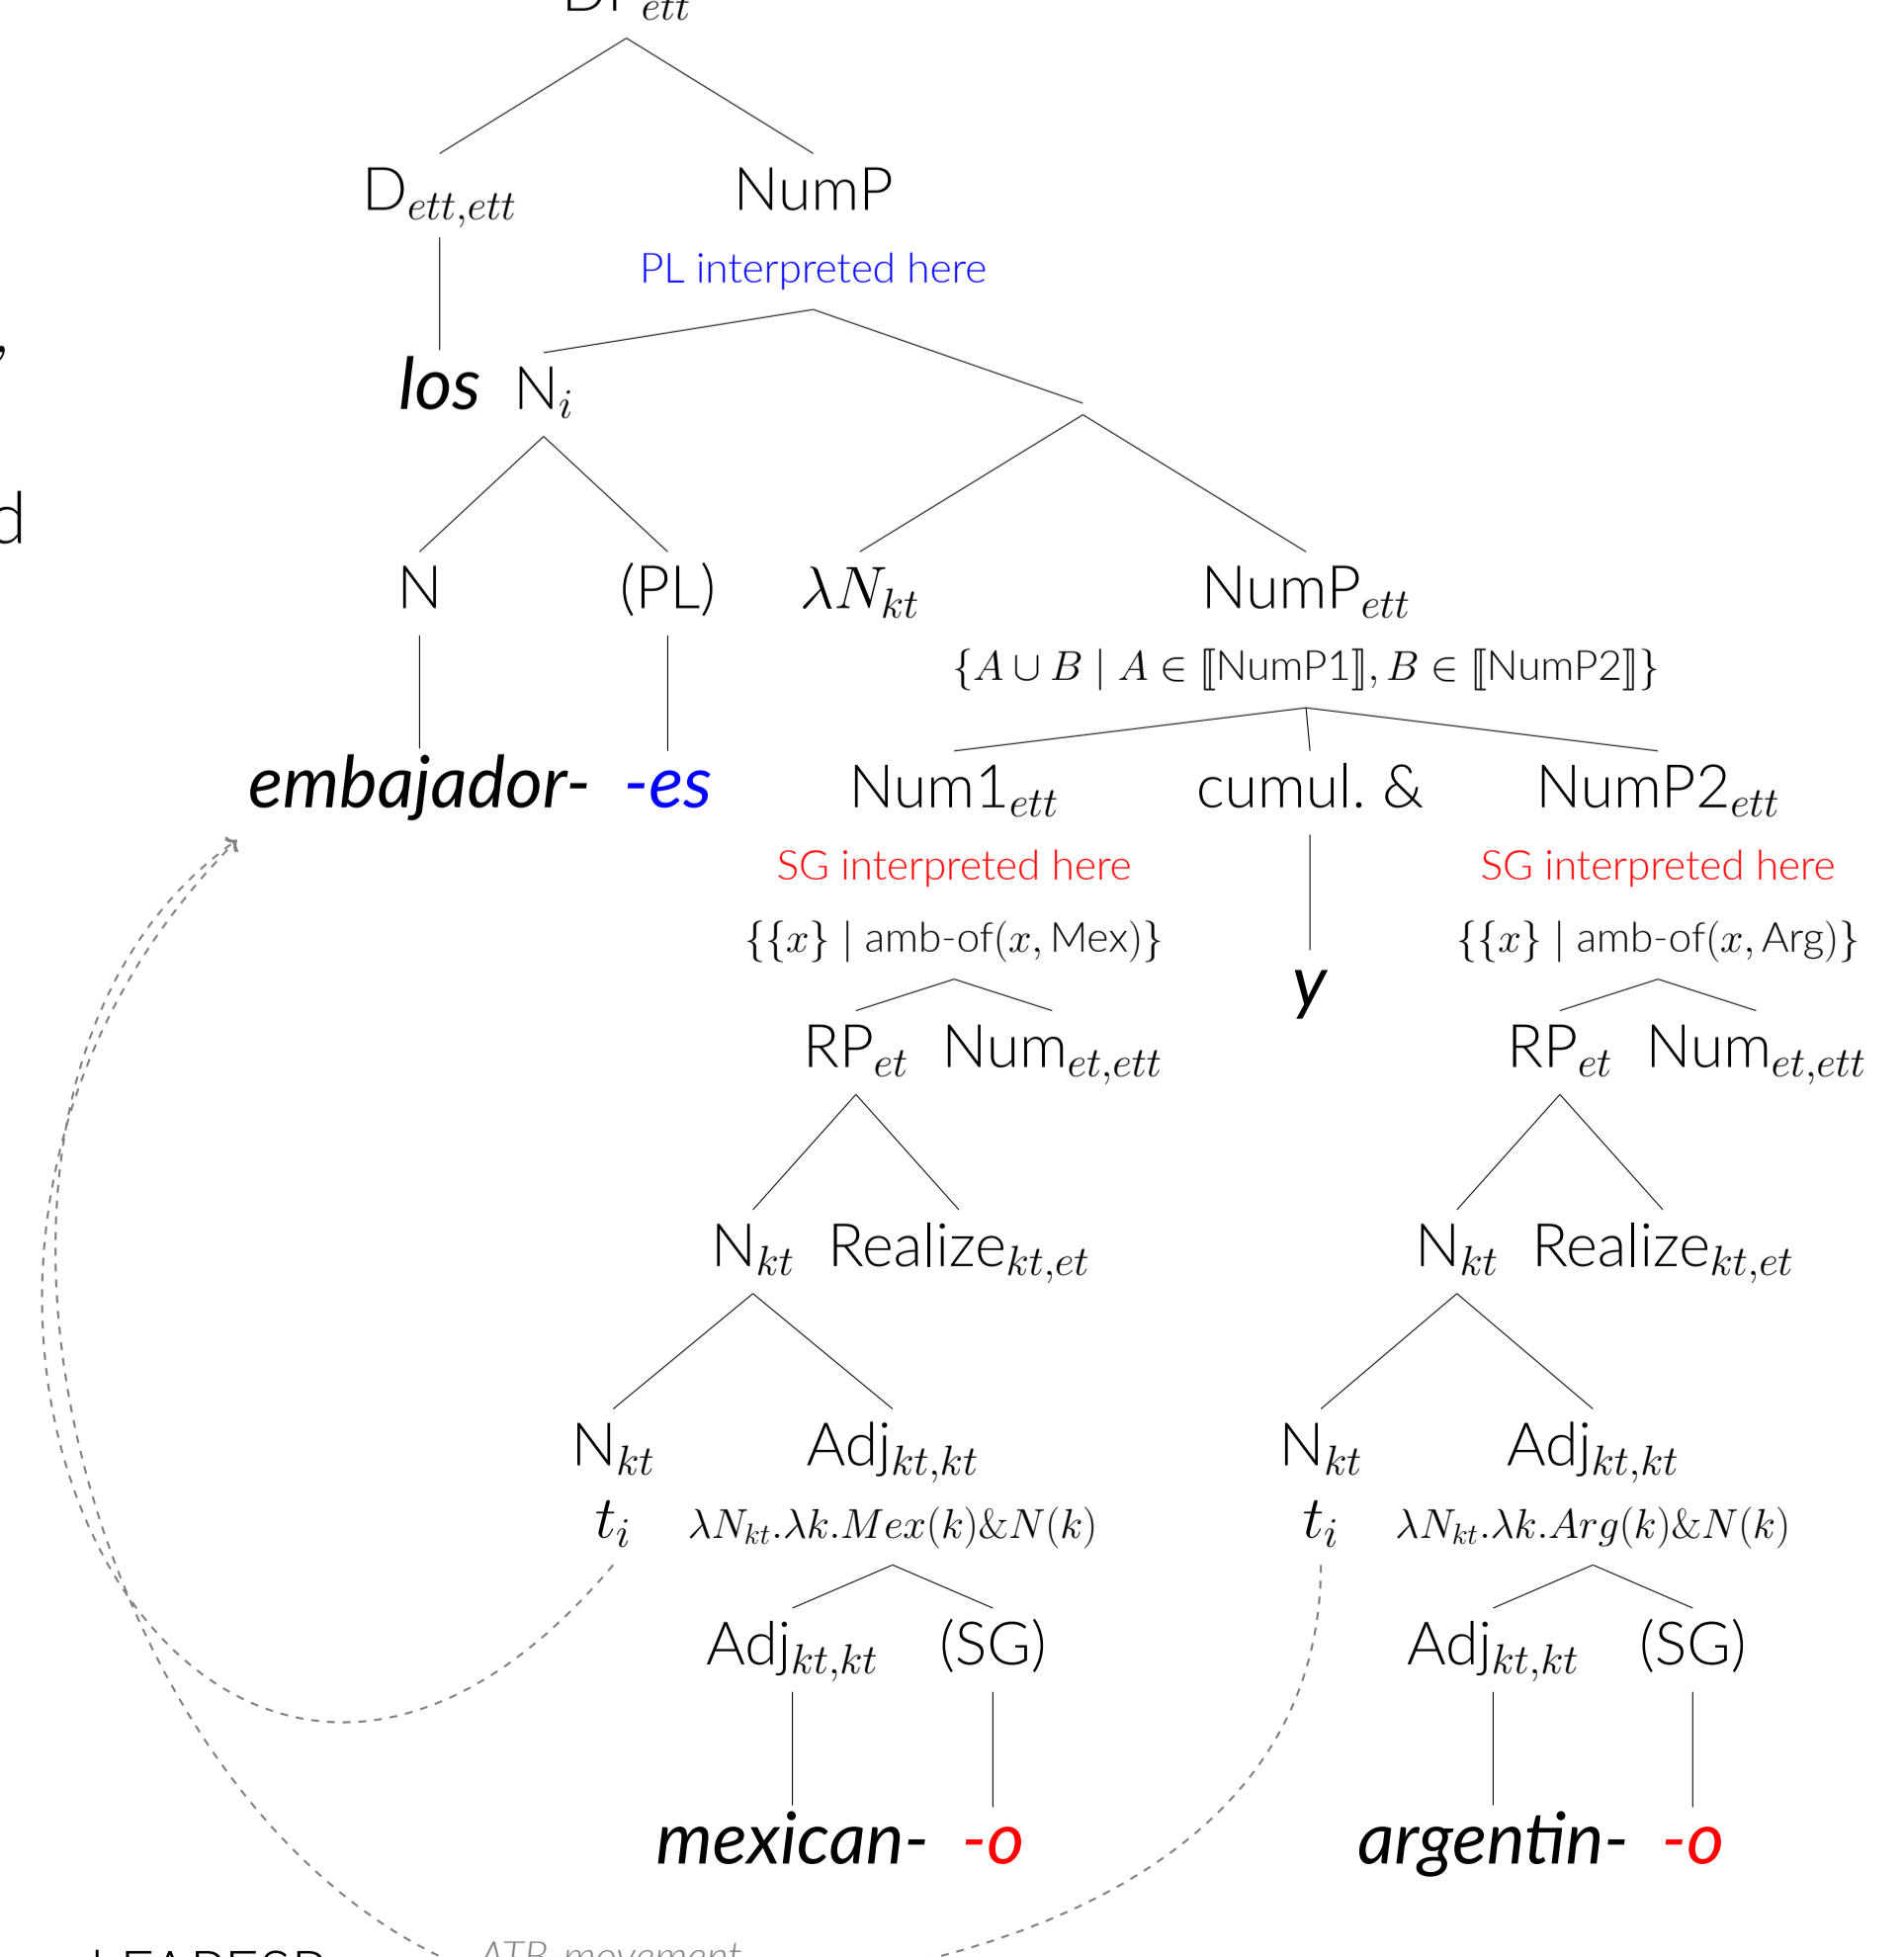 DP_ett
D_ett,ett NumP
PL interpreted here
,
los N_i
d
N (PL) λN_kt NumP_ett
{A ∪ B | A ∈ ⟦NumP1⟧, B ∈ ⟦NumP2⟧}
embajador- -es Num1_ett cumul. & NumP2_ett
SG interpreted here SG interpreted here
{{x} | amb-of(x, Mex)} {{x} | amb-of(x, Arg)}
y
RP_et Num_et,ett RP_et Num_et,ett
N_kt Realize_kt,et N_kt Realize_kt,et
N_kt Adj_kt,kt N_kt Adj_kt,kt
t_i λN_kt.λk.Mex(k)&N(k) t_i λN_kt.λk.Arg(k)&N(k)
Adj_kt,kt (SG) Adj_kt,kt (SG)
mexican- -o argentin- -o
ATB-movement